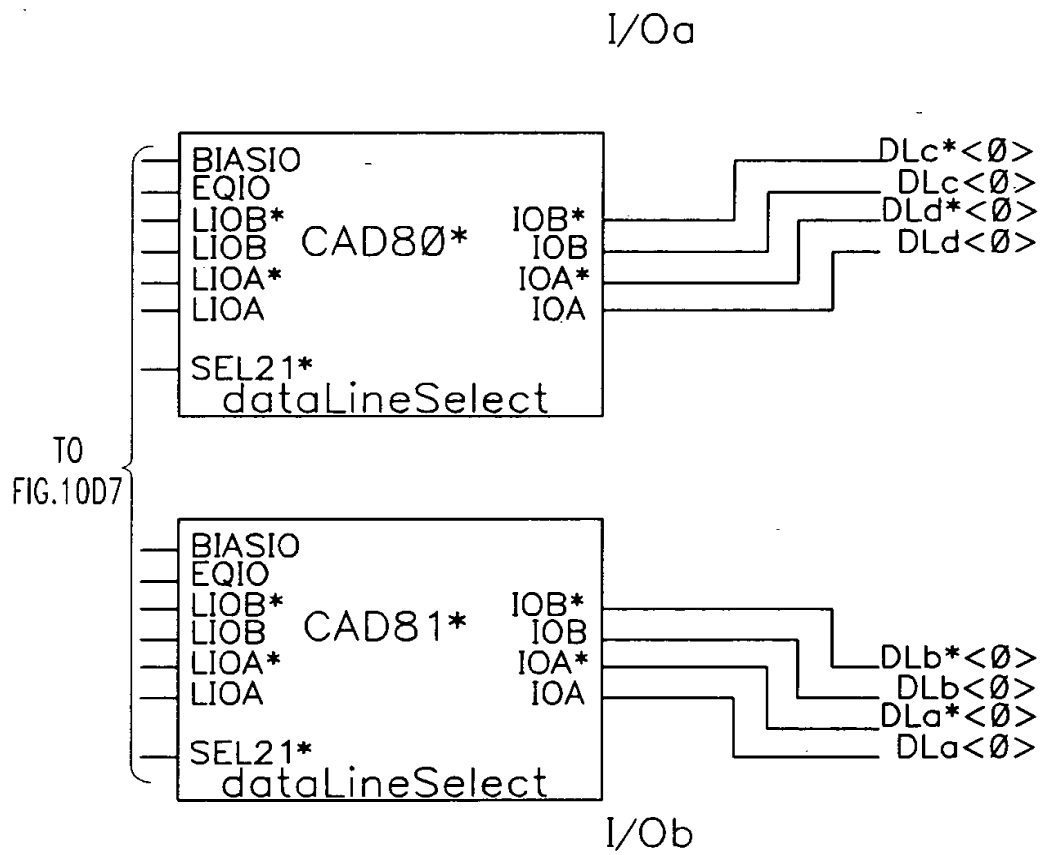 I/Oa
BIASIO
EQIO
LIOB*
LIOB
LIOA*
LIOA
SEL21*
CAD8Ø*
IOB*
IOB
IOA*
IOA
dataLineSelect
DLc*<Ø>
DLc<Ø>
DLd*<Ø>
DLd<Ø>
TO
FIG.10D7
BIASIO
EQIO
LIOB*
LIOB
LIOA*
LIOA
SEL21*
CAD81*
IOB*
IOB
IOA*
IOA
dataLineSelect
DLb*<Ø>
DLb<Ø>
DLa*<Ø>
DLa<Ø>
I/Ob